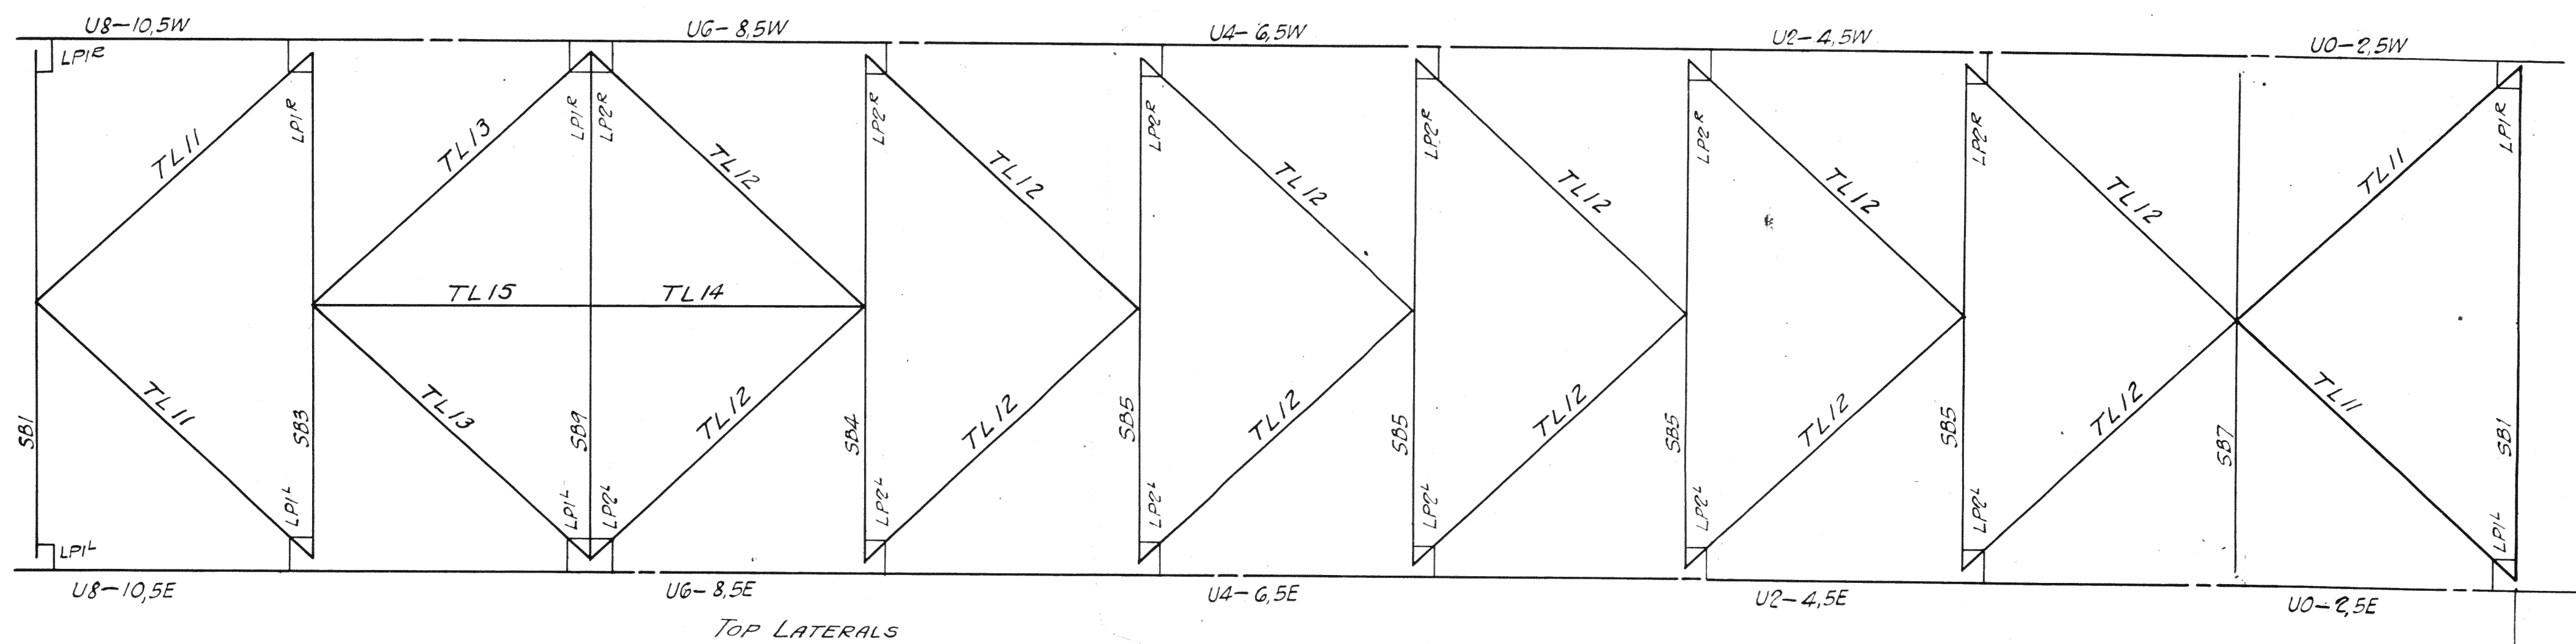 U8-10,5W U6-8,5W U4-6,5W U2-4,5W U0-2,5W
LP1R LP1R LP1R LP2R LP2R LP2R LP2R LP2R LP2R LP1R
TL11 TL13 TL12 TL12 TL12 TL12 TL12 TL12 TL11
TL15 TL14
TL11 TL13 TL12 TL12 TL12 TL12 TL12 TL12 TL11
SB1 SB3 SB9 SB4 SB5 SB5 SB5 SB5 SB7 SB1
LP1L LP1L LP1L LP2L LP2L LP2L LP2L LP2L LP2L LP1L
U8-10,5E U6-8,5E U4-6,5E U2-4,5E U0-2,5E
TOP LATERALS